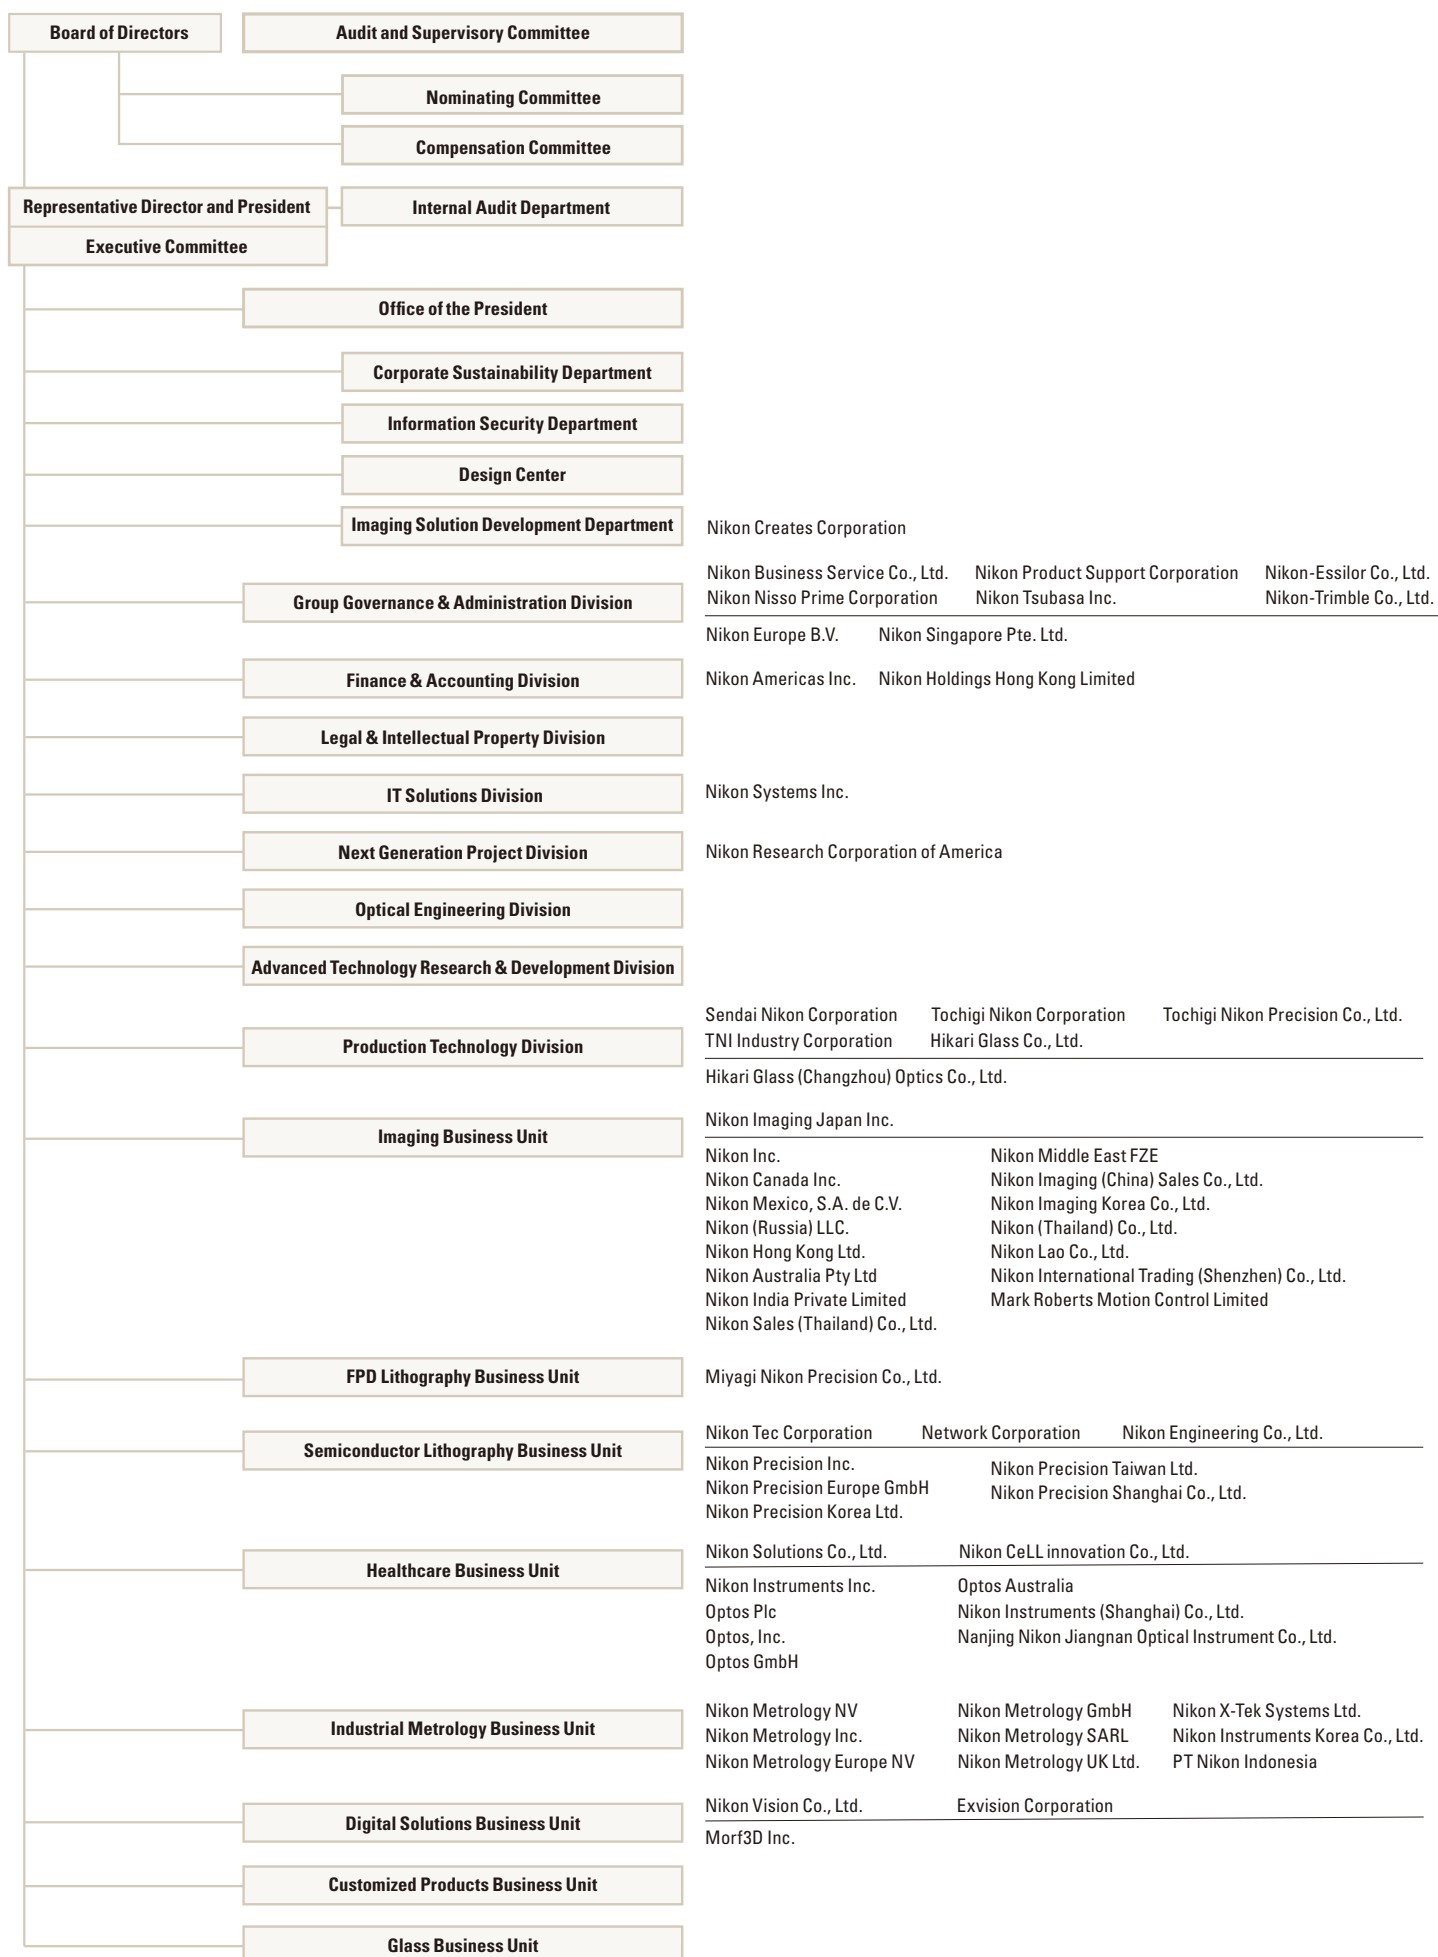 Board of Directors
Audit and Supervisory Committee
Nominating Committee
Compensation Committee
Representative Director and President
Internal Audit Department
Executive Committee
Office of the President
Corporate Sustainability Department
Information Security Department
Design Center
Imaging Solution Development Department
Nikon Creates Corporation
Group Governance & Administration Division
Nikon Business Service Co., Ltd. Nikon Product Support Corporation Nikon-Essilor Co., Ltd.
Nikon Nisso Prime Corporation Nikon Tsubasa Inc. Nikon-Trimble Co., Ltd.
Nikon Europe B.V. Nikon Singapore Pte. Ltd.
Finance & Accounting Division
Nikon Americas Inc. Nikon Holdings Hong Kong Limited
Legal & Intellectual Property Division
IT Solutions Division
Nikon Systems Inc.
Next Generation Project Division
Nikon Research Corporation of America
Optical Engineering Division
Advanced Technology Research & Development Division
Production Technology Division
Sendai Nikon Corporation Tochigi Nikon Corporation Tochigi Nikon Precision Co., Ltd.
TNI Industry Corporation Hikari Glass Co., Ltd.
Hikari Glass (Changzhou) Optics Co., Ltd.
Imaging Business Unit
Nikon Imaging Japan Inc.
Nikon Inc. Nikon Middle East FZE
Nikon Canada Inc. Nikon Imaging (China) Sales Co., Ltd.
Nikon Mexico, S.A. de C.V. Nikon Imaging Korea Co., Ltd.
Nikon (Russia) LLC. Nikon (Thailand) Co., Ltd.
Nikon Hong Kong Ltd. Nikon Lao Co., Ltd.
Nikon Australia Pty Ltd Nikon International Trading (Shenzhen) Co., Ltd.
Nikon India Private Limited Mark Roberts Motion Control Limited
Nikon Sales (Thailand) Co., Ltd.
FPD Lithography Business Unit
Miyagi Nikon Precision Co., Ltd.
Semiconductor Lithography Business Unit
Nikon Tec Corporation Network Corporation Nikon Engineering Co., Ltd.
Nikon Precision Inc. Nikon Precision Taiwan Ltd.
Nikon Precision Europe GmbH Nikon Precision Shanghai Co., Ltd.
Nikon Precision Korea Ltd.
Healthcare Business Unit
Nikon Solutions Co., Ltd. Nikon CeLL innovation Co., Ltd.
Nikon Instruments Inc. Optos Australia
Optos Plc Nikon Instruments (Shanghai) Co., Ltd.
Optos, Inc. Nanjing Nikon Jiangnan Optical Instrument Co., Ltd.
Optos GmbH
Industrial Metrology Business Unit
Nikon Metrology NV Nikon Metrology GmbH Nikon X-Tek Systems Ltd.
Nikon Metrology Inc. Nikon Metrology SARL Nikon Instruments Korea Co., Ltd.
Nikon Metrology Europe NV Nikon Metrology UK Ltd. PT Nikon Indonesia
Digital Solutions Business Unit
Nikon Vision Co., Ltd. Exvision Corporation
Morf3D Inc.
Customized Products Business Unit
Glass Business Unit